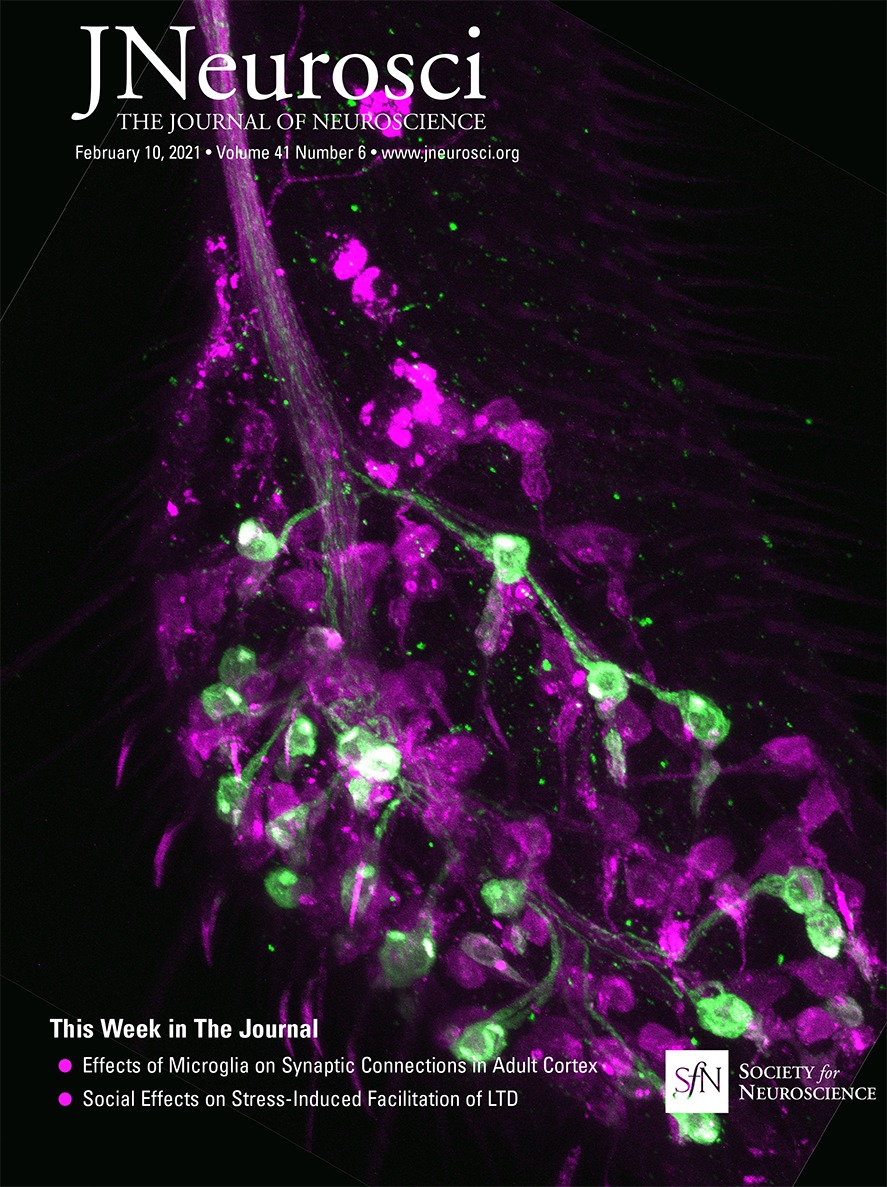 JNeurosci
THE JOURNAL OF NEUROSCIENCE
February 10, 2021 • Volume 41 Number 6 • www.jneurosci.org
This Week in The Journal
● Effects of Microglia on Synaptic Connections in Adult Cortex
● Social Effects on Stress-Induced Facilitation of LTD
SfN
SOCIETY for
NEUROSCIENCE